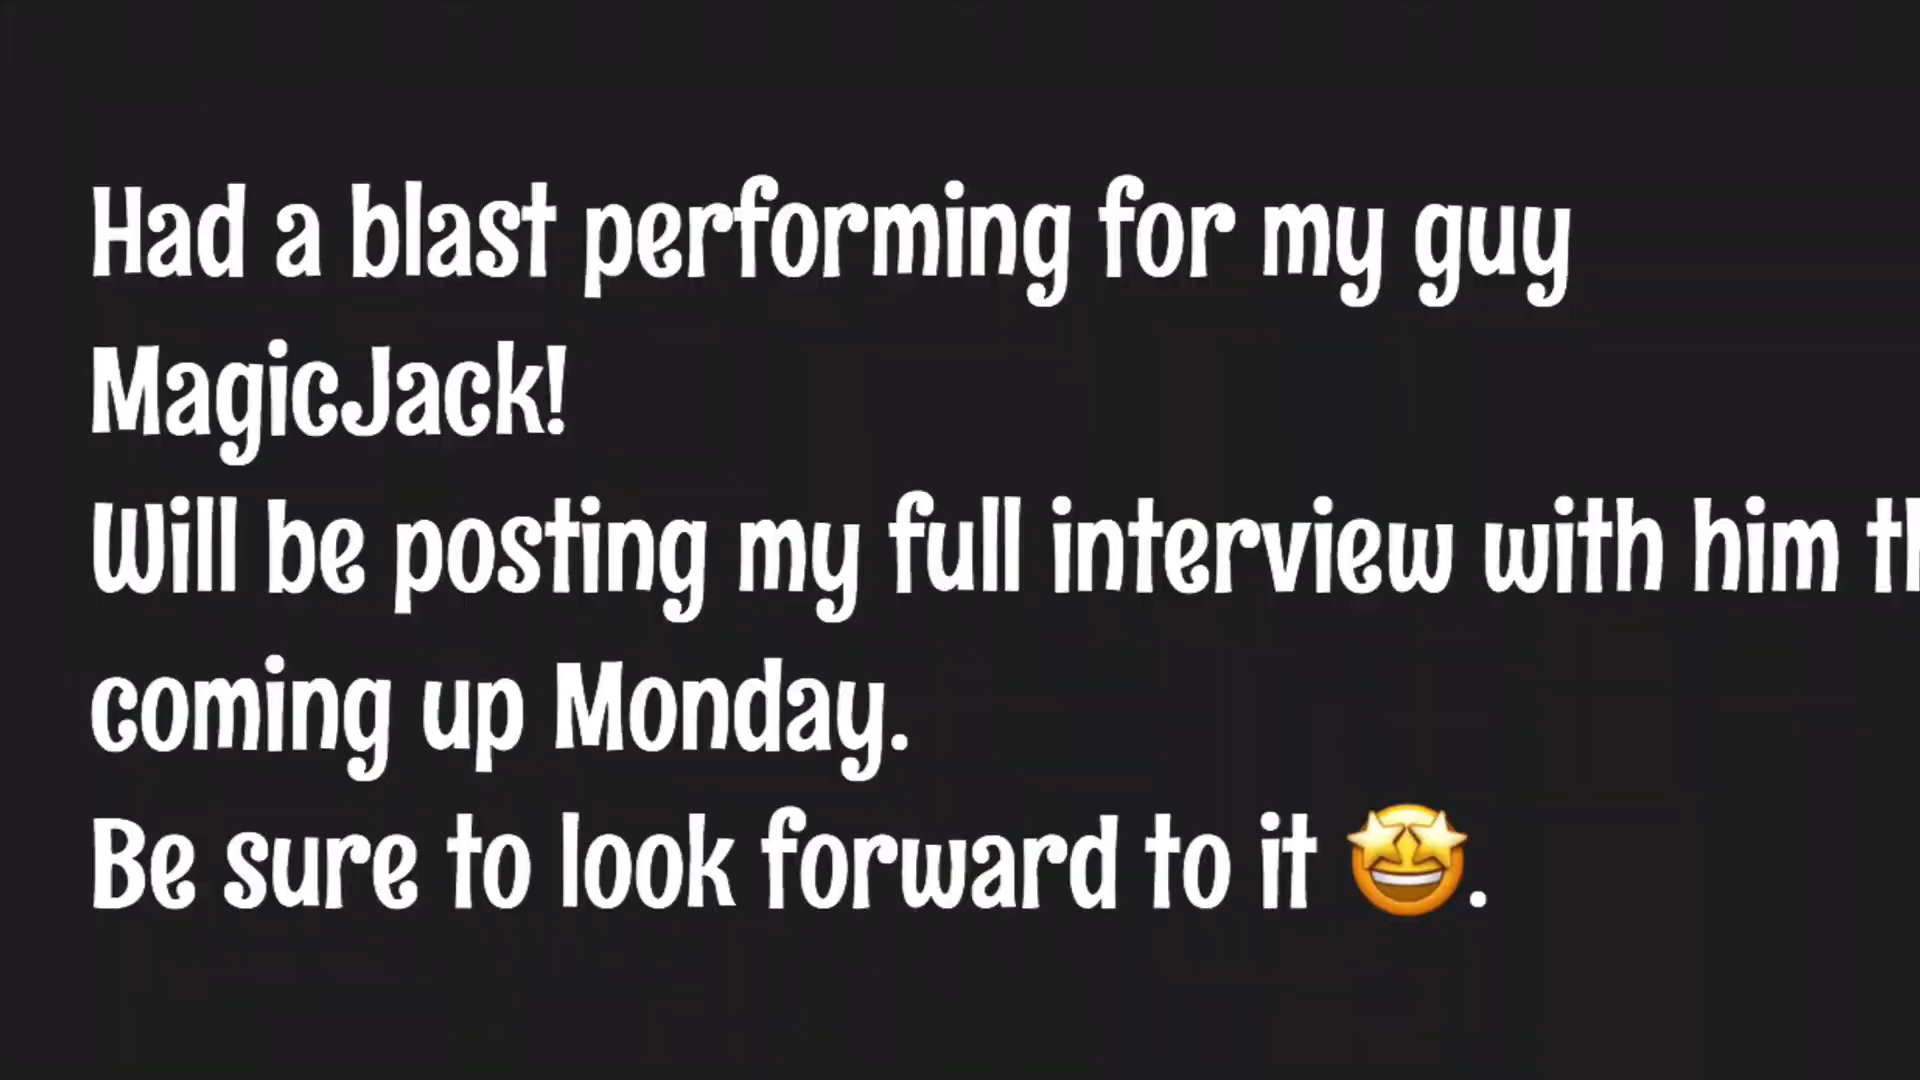 Had a blast performing for my guy
MagicJack!
Will be posting my full interview with him
coming up Monday.
Be sure to look forward to it 🤩.